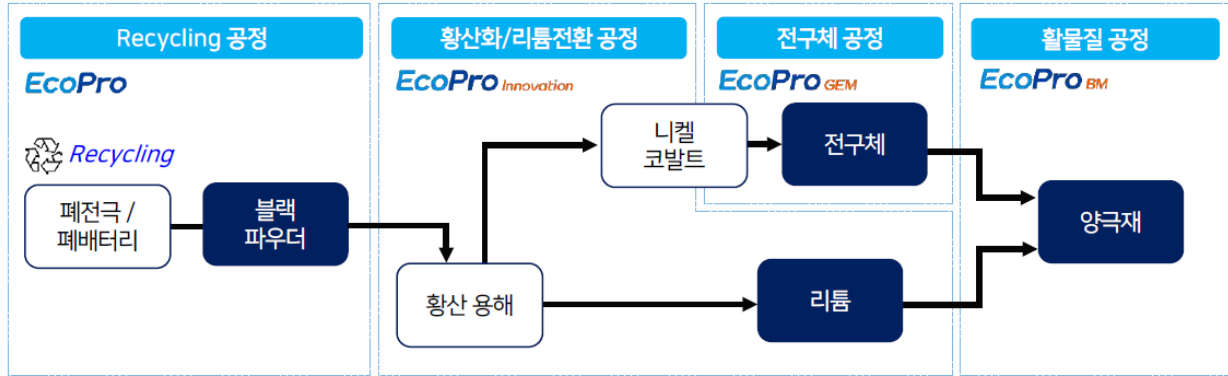 Recycling 공정
황산화/리튬전환 공정
전구체 공정
활물질 공정
EcoPro
EcoPro Innovation
EcoPro GEM
EcoPro BM
Recycling
폐전극 /
폐배터리
블랙
파우더
황산 용해
니켈
코발트
전구체
리튬
양극재